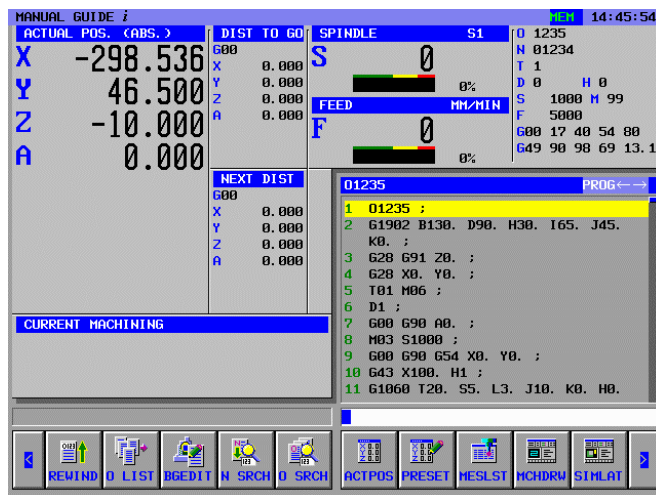 MANUAL GUIDE i
MEM 14:45:54
ACTUAL POS. (ABS.)
X -298.536
Y 46.500
Z -10.000
A 0.000
DIST TO GO
G00
X 0.000
Y 0.000
Z 0.000
A 0.000
SPINDLE S1
S 0
0%
FEED MM/MIN
F 0
0%
O 1235
N 01234
T 1
D 0 H 0
S 1000 M 99
F 5000
G00 17 40 54 80
G49 90 98 69 13.1
NEXT DIST
G00
X 0.000
Y 0.000
Z 0.000
A 0.000
CURRENT MACHINING
O1235 PROG←→
1 O1235 ;
2 G1902 B130. D90. H30. I65. J45.
K0. ;
3 G28 G91 Z0. ;
4 G28 X0. Y0. ;
5 T01 M06 ;
6 D1 ;
7 G00 G90 A0. ;
8 M03 S1000 ;
9 G00 G90 G54 X0. Y0. ;
10 G43 X100. H1 ;
11 G1060 T20. S5. L3. J10. K0. H0.
< REWIND O LIST BGEDIT N SRCH O SRCH ACTPOS PRESET MESLST MCHDRW SIMLAT >